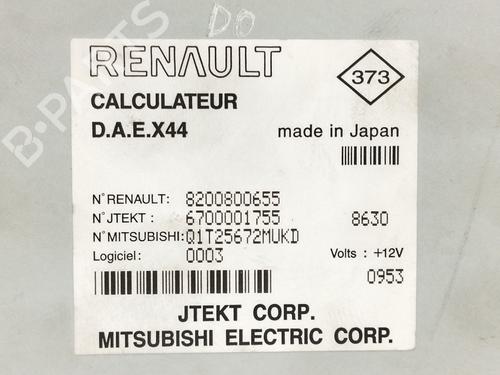 DO
RENAULT
373
CALCULATEUR
D.A.E.X44
made in Japan
N°RENAULT: 8200800655
N°JTEKT : 6700001755 8630
N°MITSUBISHI: Q1T25672MUKD
Logiciel: 0003 Volts : +12V
0953
JTEKT CORP.
MITSUBISHI ELECTRIC CORP.
B-PARTS